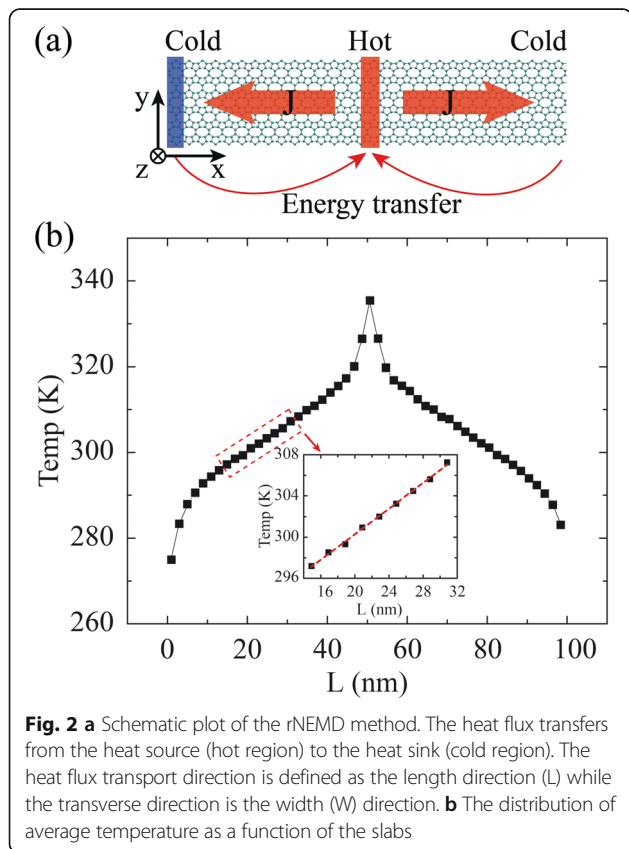 (a)
Cold Hot Cold
J J
y
z x
Energy transfer
(b)
340
320
300
280
260
Temp (K)
308
304
300
296
Temp (K)
16 20 24 28 32
L (nm)
0 20 40 60 80 100
L (nm)
Fig. 2 a Schematic plot of the rNEMD method. The heat flux transfers
from the heat source (hot region) to the heat sink (cold region). The
heat flux transport direction is defined as the length direction (L) while
the transverse direction is the width (W) direction. b The distribution of
average temperature as a function of the slabs